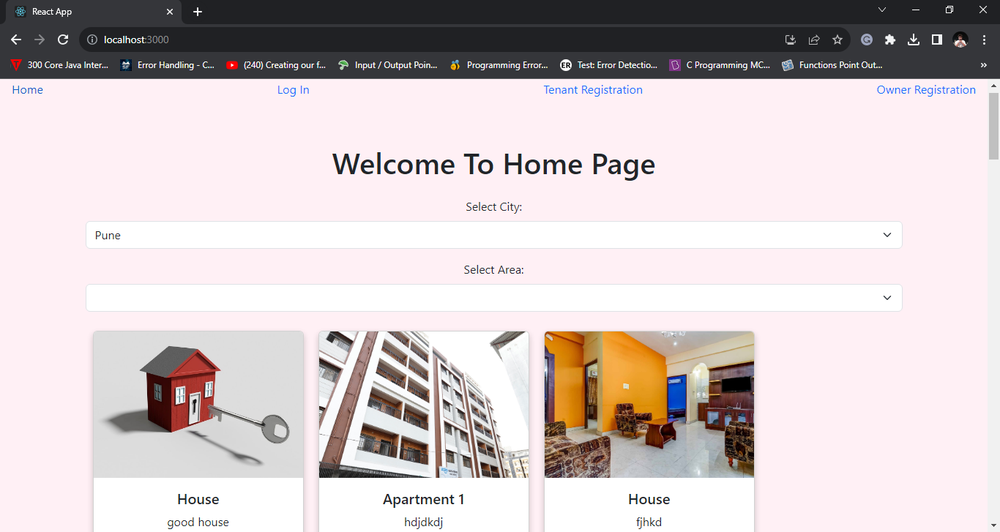 React App
localhost:3000
300 Core Java Inter...
Error Handling - C...
(240) Creating our f...
Input / Output Poin...
Programming Error...
ER
Test: Error Detectio...
C Programming MC...
Functions Point Out...
»
Home
Log In
Tenant Registration
Owner Registration
Welcome To Home Page
Select City:
Pune
Select Area:
House
Apartment 1
House
good house
hdjdkdj
fjhkd